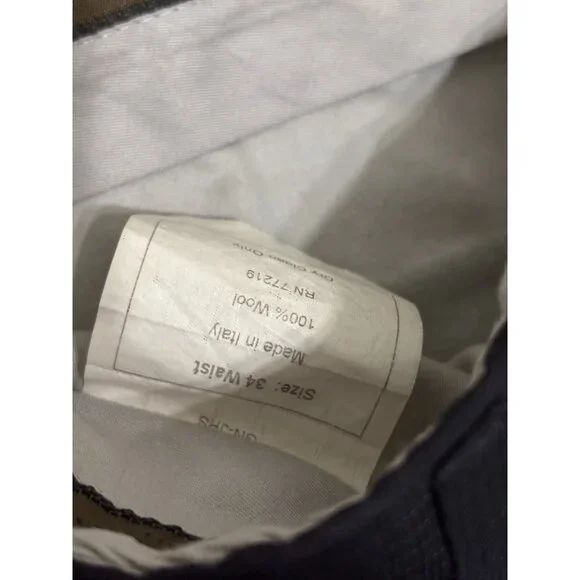 Size: 34 Waist
Made in Italy
100% Wool
RN 77219
Dry Clean Only